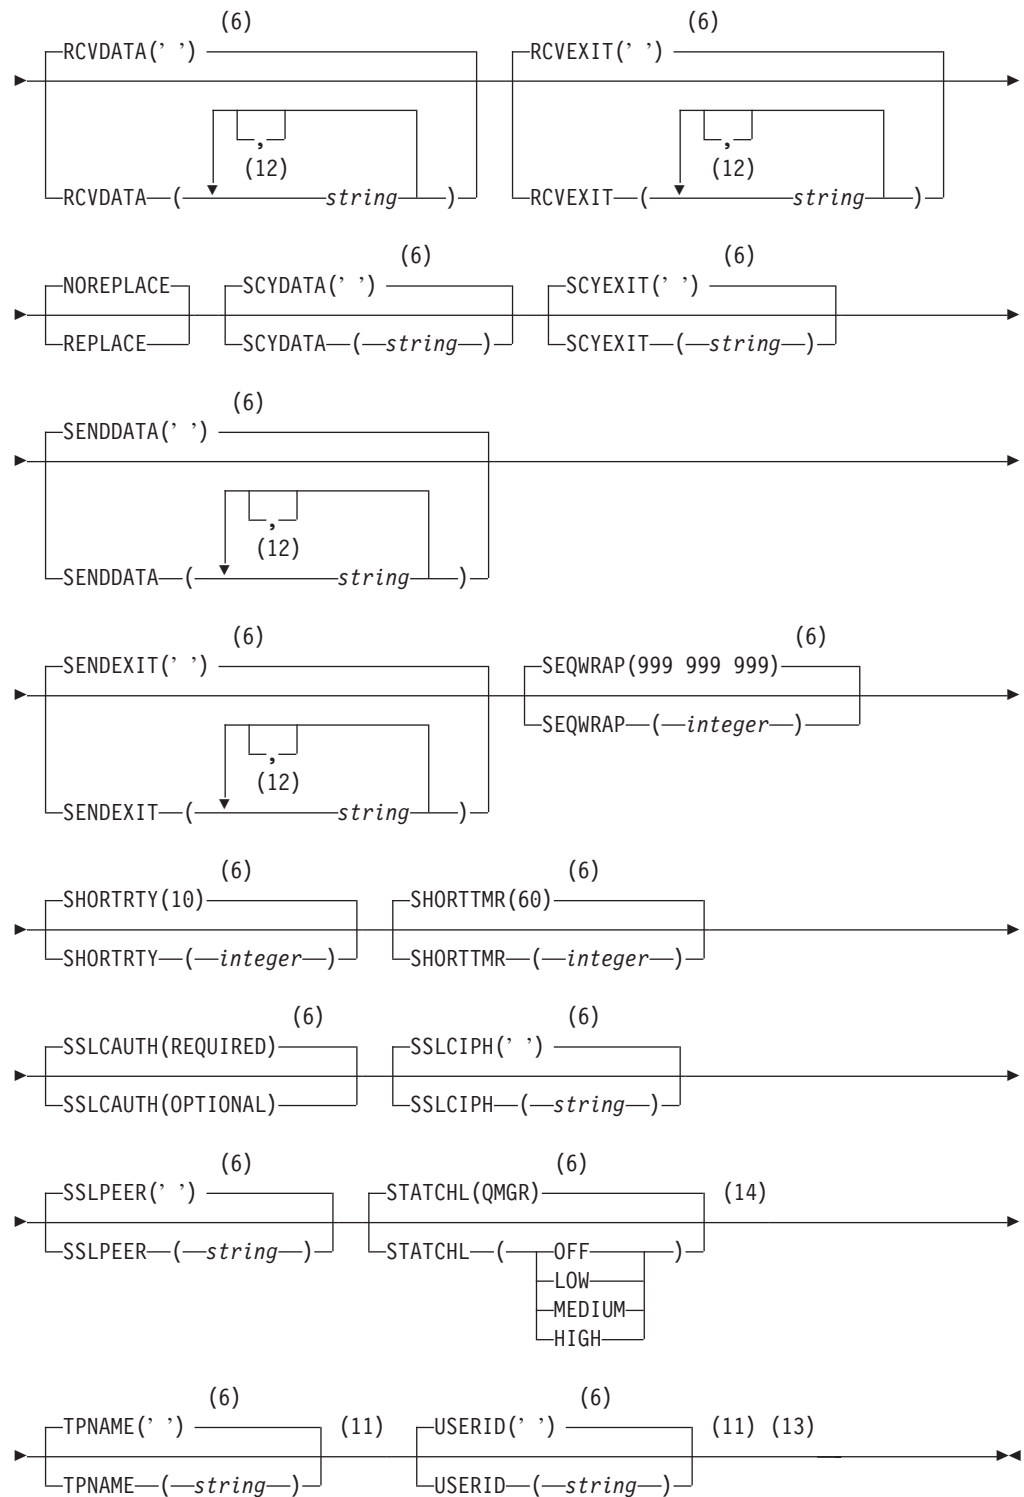 (6) (6)
RCVDATA(’ ’) RCVEXIT(’ ’)
, ,
(12) (12)
RCVDATA ( string ) RCVEXIT ( string )
(6) (6)
NOREPLACE SCYDATA(’ ’) SCYEXIT(’ ’)
REPLACE SCYDATA ( string ) SCYEXIT ( string )
(6)
SENDDATA(’ ’)
,
(12)
SENDDATA ( string )
(6) (6)
SENDEXIT(’ ’) SEQWRAP(999 999 999)
SEQWRAP ( integer )
,
(12)
SENDEXIT ( string )
(6) (6)
SHORTRTY(10) SHORTTMR(60)
SHORTRTY ( integer ) SHORTTMR ( integer )
(6) (6)
SSLCAUTH(REQUIRED) SSLCIPH(’ ’)
SSLCAUTH(OPTIONAL) SSLCIPH ( string )
(6) (6)
SSLPEER(’ ’) STATCHL(QMGR) (14)
SSLPEER ( string ) STATCHL ( OFF )
LOW
MEDIUM
HIGH
(6) (6)
TPNAME(’ ’) (11) USERID(’ ’) (11) (13)
TPNAME ( string ) USERID ( string )